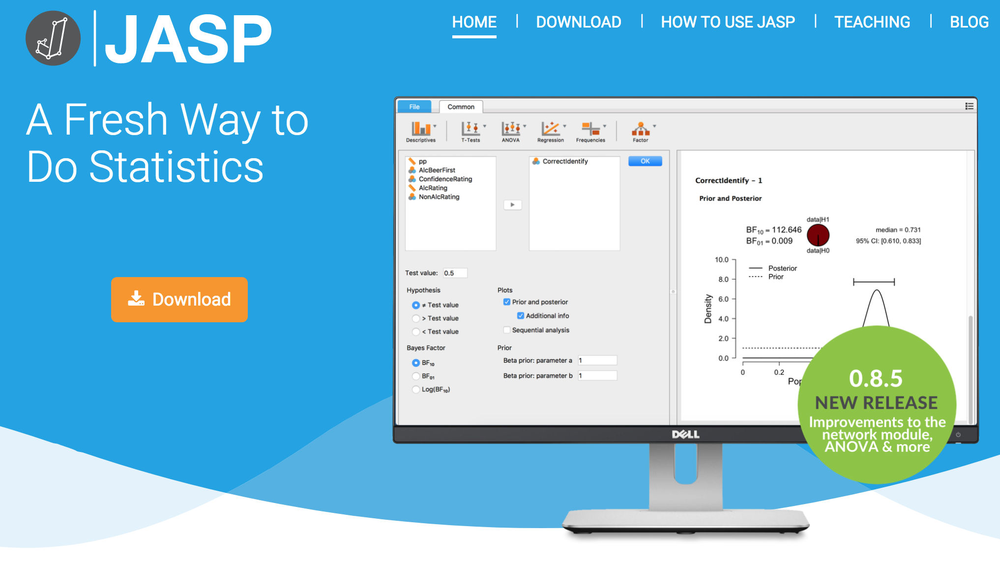 JASP
HOME | DOWNLOAD | HOW TO USE JASP | TEACHING | BLOG
A Fresh Way to
Do Statistics
Download
File
Common
Descriptives
T-Tests
ANOVA
Regression
Frequencies
Factor
pp
AlcBeerFirst
ConfidenceRating
AlcRating
NonAlcRating
CorrectIdentify
OK
Test value: 0.5
Hypothesis
≠ Test value
> Test value
< Test value
Bayes Factor
BF₁₀
BF₀₁
Log(BF₁₀)
Plots
Prior and posterior
Additional info
Sequential analysis
Prior
Beta prior: parameter a 1
Beta prior: parameter b 1
CorrectIdentify – 1
Prior and Posterior
data|H1
BF₁₀ = 112.646
BF₀₁ = 0.009
data|H0
median = 0.731
95% CI: [0.610, 0.833]
Posterior
Prior
Density
10.0
8.0
6.0
4.0
2.0
0.0
0
0.2
0.8.5
NEW RELEASE
Improvements to the
network module,
ANOVA & more
DELL